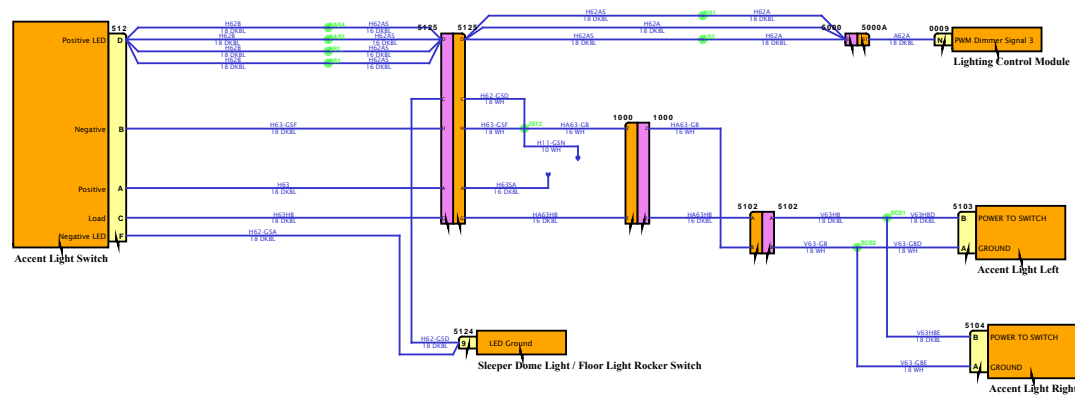 512
Positive LED
D
Negative
B
Positive
A
Load
C
Negative LED
F
Accent Light Switch
H62B
18 DKBL
H62AS
16 DKBL
H62B
18 DKBL
H62AS
16 DKBL
H62B
18 DKBL
H62AS
16 DKBL
H62B
18 DKBL
H62AS
16 DKBL
H63-GSF
18 DKBL
H63
18 DKBL
H63HB
18 DKBL
H62-GSA
18 DKBL
5125
5125
D
D
C
C
H
H
A
A
H62AS
18 DKBL
H62A
18 DKBL
H62AS
18 DKBL
H62A
18 DKBL
H62-GSD
18 WH
H63-GSF
18 WH
HA63-G8
16 WH
H11-GSN
10 WH
H63SA
16 DKBL
HA63HB
16 DKBL
1000
1000
HA63-G8
16 WH
HA63HB
16 DKBL
5000
5000A
A62A
18 DKBL
0009
PWM Dimmer Signal 3
Lighting Control Module
5102
5102
A
A
V63HB
18 DKBL
SCS1
V63HBD
18 DKBL
V63-G8
18 WH
SCS2
V63-G8D
18 WH
5103
B
POWER TO SWITCH
A
GROUND
Accent Light Left
V63HBE
18 DKBL
V63-G8E
18 WH
5104
B
POWER TO SWITCH
A
GROUND
Accent Light Right
H62-GSD
18 DKBL
5124
9
LED Ground
Sleeper Dome Light / Floor Light Rocker Switch